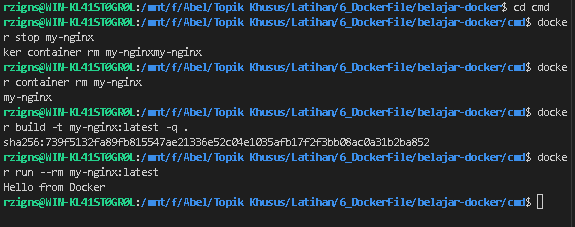 rzigns@WIN-KL41ST0GR0L:/mnt/f/Abel/Topik Khusus/Latihan/6_DockerFile/belajar-docker$ cd cmd
rzigns@WIN-KL41ST0GR0L:/mnt/f/Abel/Topik Khusus/Latihan/6_DockerFile/belajar-docker/cmd$ docke
r stop my-nginx
ker container rm my-nginxmy-nginx
rzigns@WIN-KL41ST0GR0L:/mnt/f/Abel/Topik Khusus/Latihan/6_DockerFile/belajar-docker/cmd$ docke
r container rm my-nginx
my-nginx
rzigns@WIN-KL41ST0GR0L:/mnt/f/Abel/Topik Khusus/Latihan/6_DockerFile/belajar-docker/cmd$ docke
r build -t my-nginx:latest -q .
sha256:739f5132fa89fb815547ae21336e52c04e1035afb17f2f3bb08ac0a31b2ba852
rzigns@WIN-KL41ST0GR0L:/mnt/f/Abel/Topik Khusus/Latihan/6_DockerFile/belajar-docker/cmd$ docke
r run --rm my-nginx:latest
Hello from Docker
rzigns@WIN-KL41ST0GR0L:/mnt/f/Abel/Topik Khusus/Latihan/6_DockerFile/belajar-docker/cmd$